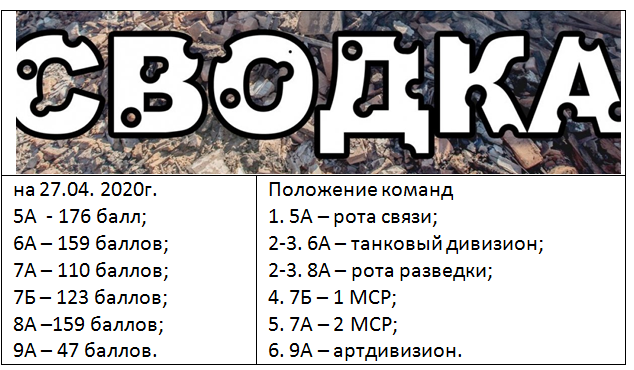 СВОДКА
на 27.04. 2020г.
5А - 176 балл;
6А – 159 баллов;
7А – 110 баллов;
7Б – 123 баллов;
8А –159 баллов;
9А – 47 баллов.
Положение команд
1. 5А – рота связи;
2-3. 6А – танковый дивизион;
2-3. 8А – рота разведки;
4. 7Б – 1 МСР;
5. 7А – 2 МСР;
6. 9А – артдивизион.